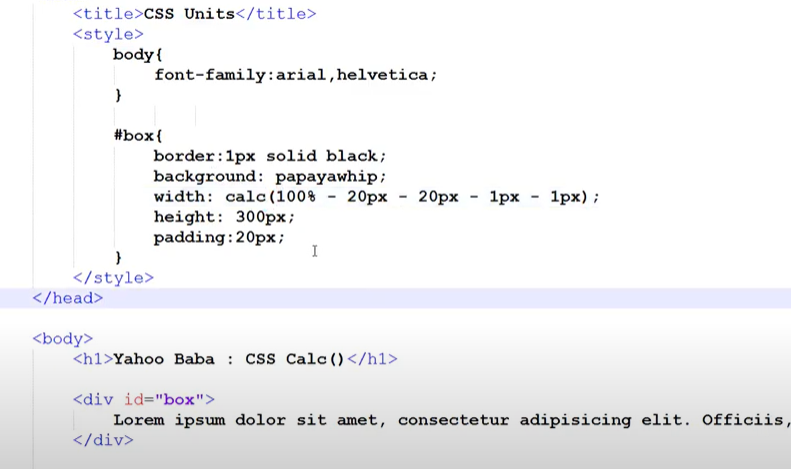 <title>CSS Units</title>
<style>
body{
font-family:arial,helvetica;
}
#box{
border:1px solid black;
background: papayawhip;
width: calc(100% - 20px - 20px - 1px - 1px);
height: 300px;
padding:20px;
}
</style>
</head>
<body>
<h1>Yahoo Baba : CSS Calc()</h1>
<div id="box">
Lorem ipsum dolor sit amet, consectetur adipisicing elit. Officiis,
</div>